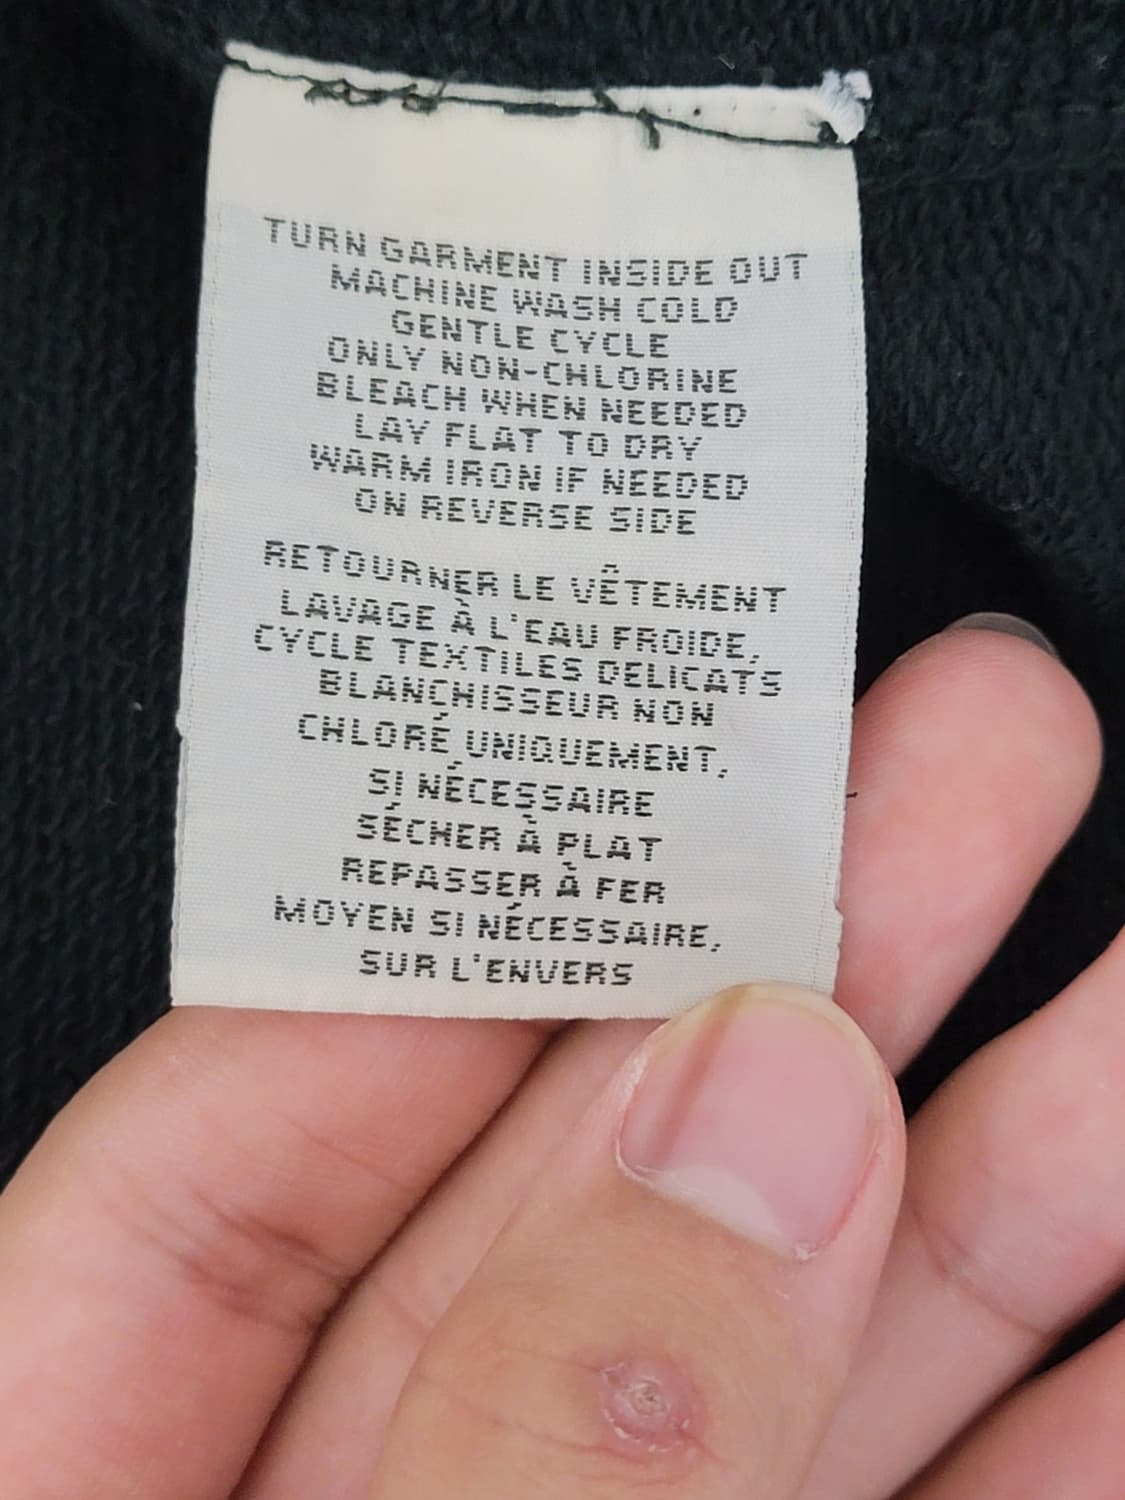 TURN GARMENT INSIDE OUT
MACHINE WASH COLD
GENTLE CYCLE
ONLY NON-CHLORINE
BLEACH WHEN NEEDED
LAY FLAT TO DRY
WARM IRON IF NEEDED
ON REVERSE SIDE
RETOURNER LE VÊTEMENT
LAVAGE À L'EAU FROIDE,
CYCLE TEXTILES DELICATS
BLANCHISSEUR NON
CHLORÉ UNIQUEMENT,
SI NÉCESSAIRE
SÉCHER À PLAT
REPASSER À FER
MOYEN SI NÉCESSAIRE,
SUR L'ENVERS